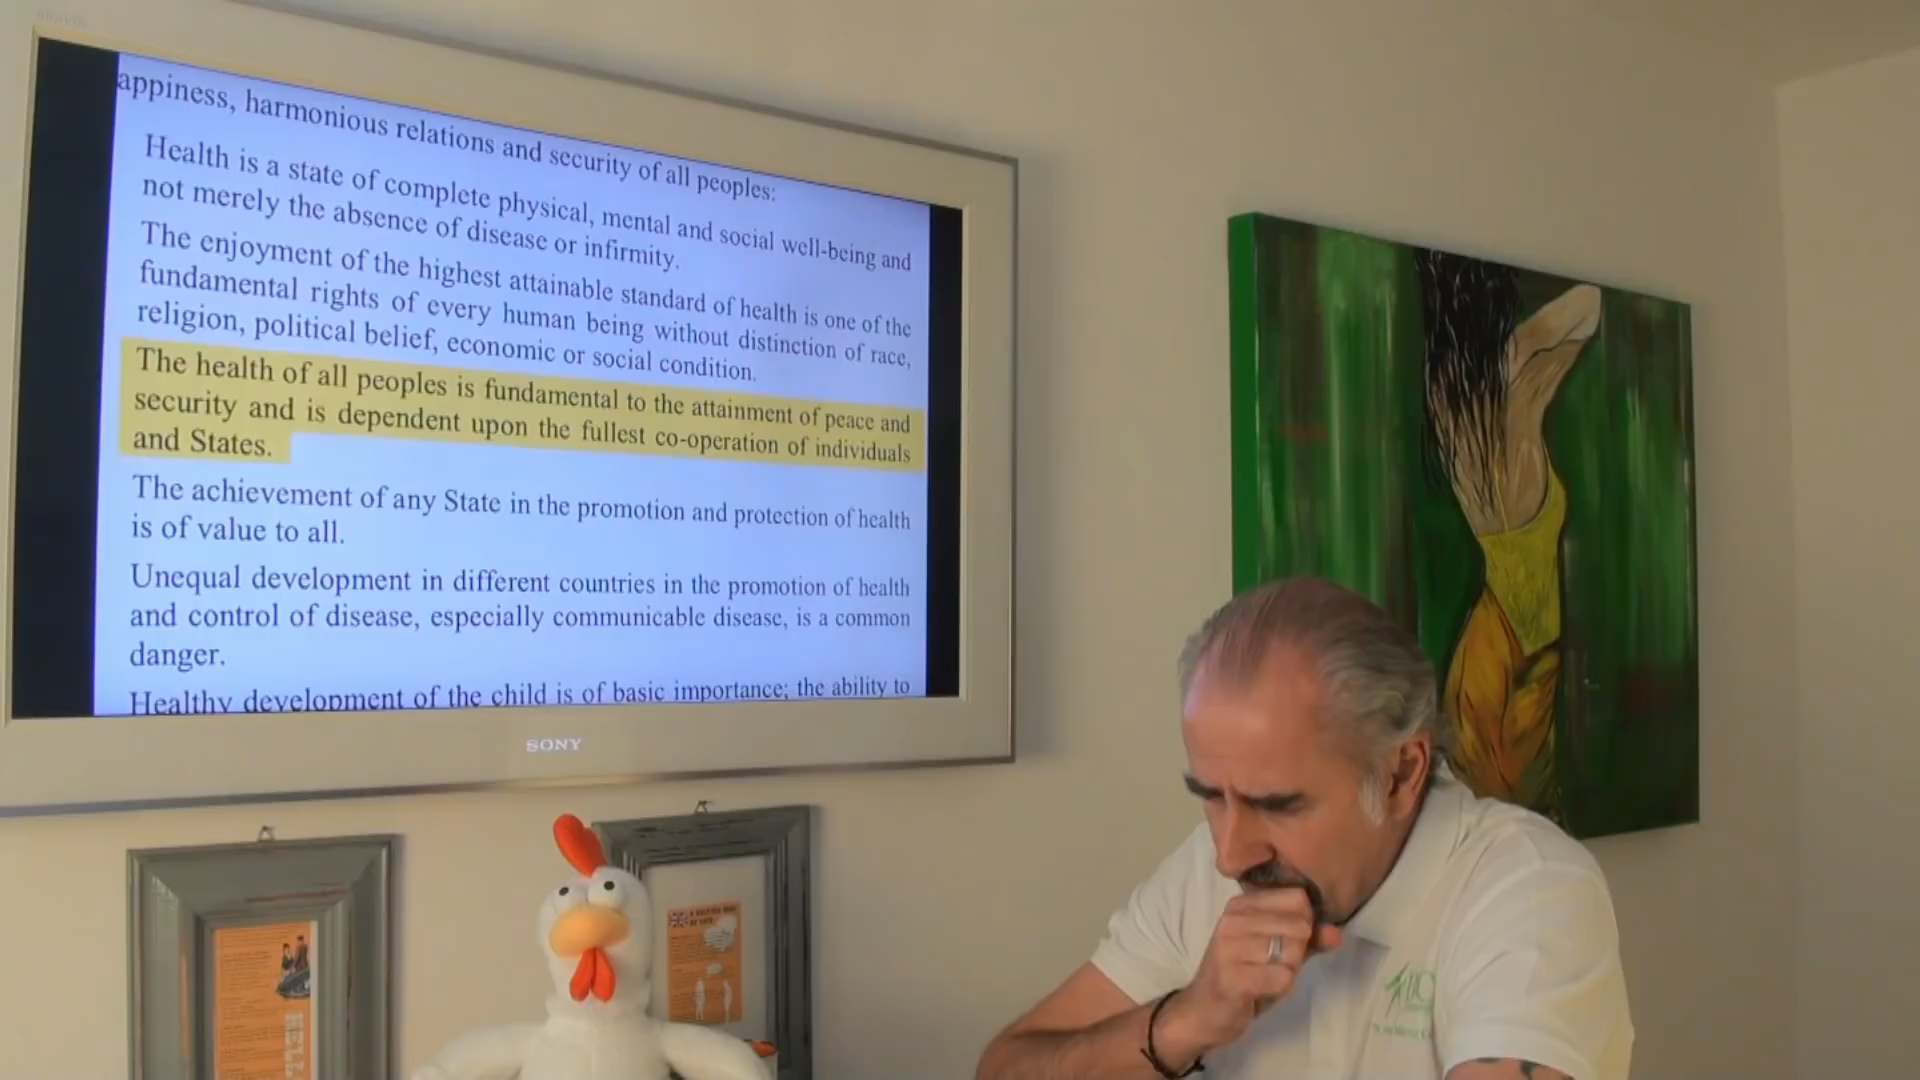 BRAVIA
appiness, harmonious relations and security of all peoples:
Health is a state of complete physical, mental and social well-being and
not merely the absence of disease or infirmity.
The enjoyment of the highest attainable standard of health is one of the
fundamental rights of every human being without distinction of race,
religion, political belief, economic or social condition.
The health of all peoples is fundamental to the attainment of peace and
security and is dependent upon the fullest co-operation of individuals
and States.
The achievement of any State in the promotion and protection of health
is of value to all.
Unequal development in different countries in the promotion of health
and control of disease, especially communicable disease, is a common
danger.
Healthy development of the child is of basic importance; the ability to
SONY